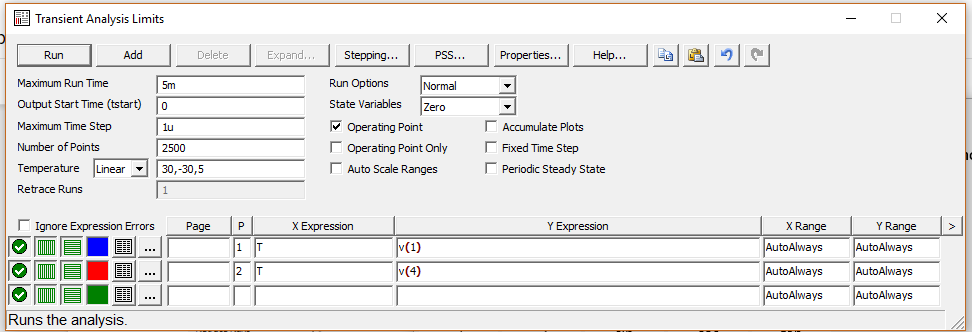 Transient Analysis Limits
Run Add Delete Expand... Stepping... PSS... Properties... Help...
Maximum Run Time 5m Run Options Normal
Output Start Time (tstart) 0 State Variables Zero
Maximum Time Step 1u Operating Point Accumulate Plots
Number of Points 2500 Operating Point Only Fixed Time Step
Temperature Linear 30,-30,5 Auto Scale Ranges Periodic Steady State
Retrace Runs 1
Ignore Expression Errors Page P X Expression Y Expression X Range Y Range >
... 1 T v(1) AutoAlways AutoAlways
... 2 T v(4) AutoAlways AutoAlways
... AutoAlways AutoAlways
Runs the analysis.